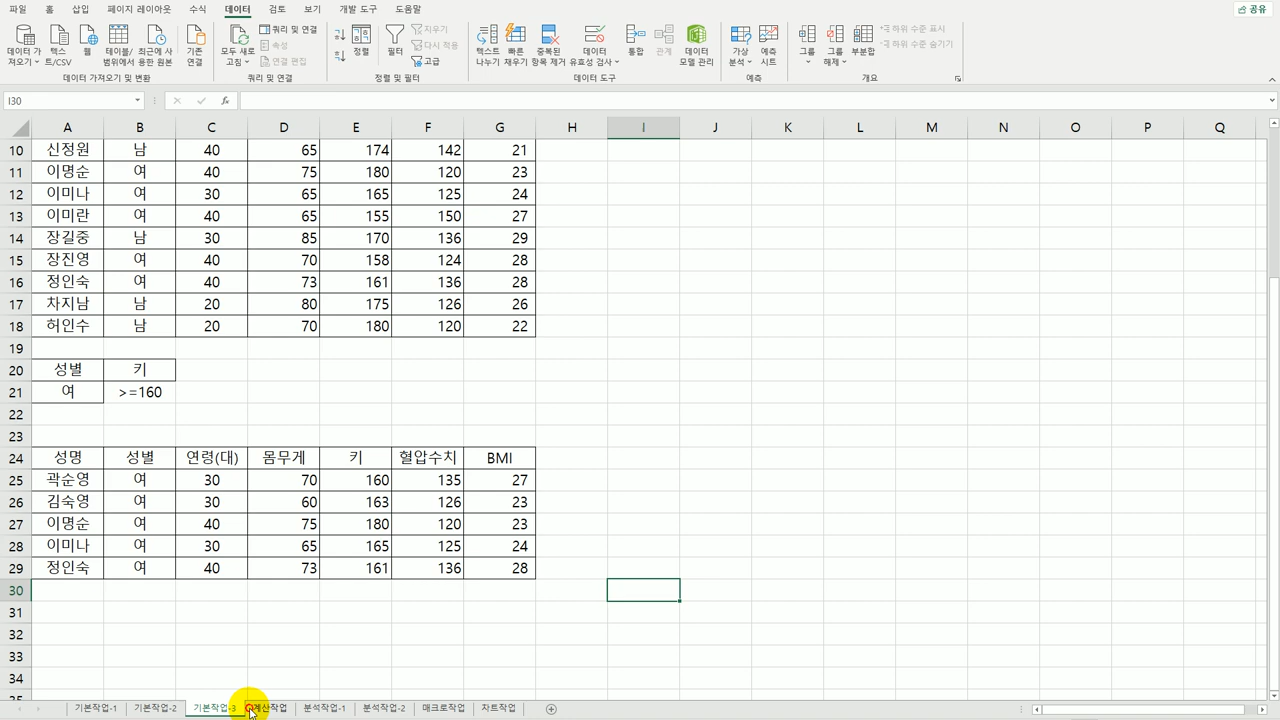 파일 홈 삽입 페이지 레이아웃 수식 데이터 검토 보기 개발 도구 도움말 공유
데이터 가져오기 텍스트/CSV 웹 테이블/범위에서 최근에 사용한 원본 기존 연결 모두 새로 고침 쿼리 및 연결 속성 연결 편집 정렬 필터 지우기 다시 적용 고급 텍스트 나누기 빠른 채우기 중복된 항목 제거 데이터 유효성 검사 통합 관계 데이터 모델 관리 가상 분석 예측 시트 그룹 그룹 해제 부분합 하위 수준 표시 하위 수준 숨기기
데이터 가져오기 및 변환 쿼리 및 연결 정렬 및 필터 데이터 도구 예측 개요
I30 fx
A B C D E F G H I J K L M N O P Q
10 신정원 남 40 65 174 142 21
11 이명순 여 40 75 180 120 23
12 이미나 여 30 65 165 125 24
13 이미란 여 40 65 155 150 27
14 장길중 남 30 85 170 136 29
15 장진영 여 40 70 158 124 28
16 정인숙 여 40 73 161 136 28
17 차지남 남 20 80 175 126 26
18 허인수 남 20 70 180 120 22
19
20 성별 키
21 여 >=160
22
23
24 성명 성별 연령(대) 몸무게 키 혈압수치 BMI
25 곽순영 여 30 70 160 135 27
26 김숙영 여 30 60 163 126 23
27 이명순 여 40 75 180 120 23
28 이미나 여 30 65 165 125 24
29 정인숙 여 40 73 161 136 28
30
31
32
33
34
35
기본작업-1 기본작업-2 기본작업-3 계산작업 분석작업-1 분석작업-2 매크로작업 차트작업